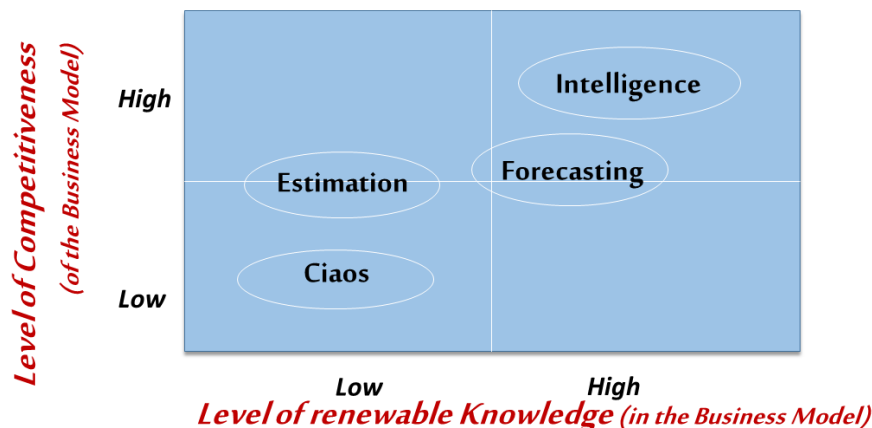 Level of Competitiveness
(of the Business Model)
High
Low
Intelligence
Forecasting
Estimation
Ciaos
Low
High
Level of renewable Knowledge (in the Business Model)